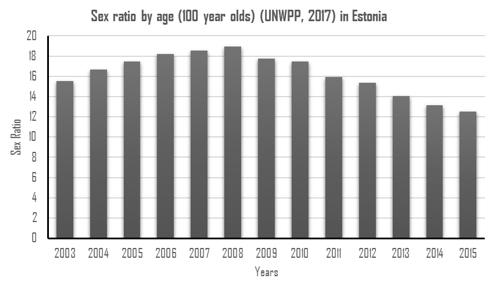 Sex ratio by age (100 year olds) (UNWPP, 2017) in Estonia
20
18
16
14
12
10
8
6
4
2
0
Sex Ratio
2003 2004 2005 2006 2007 2008 2009 2010 2011 2012 2013 2014 2015
Years